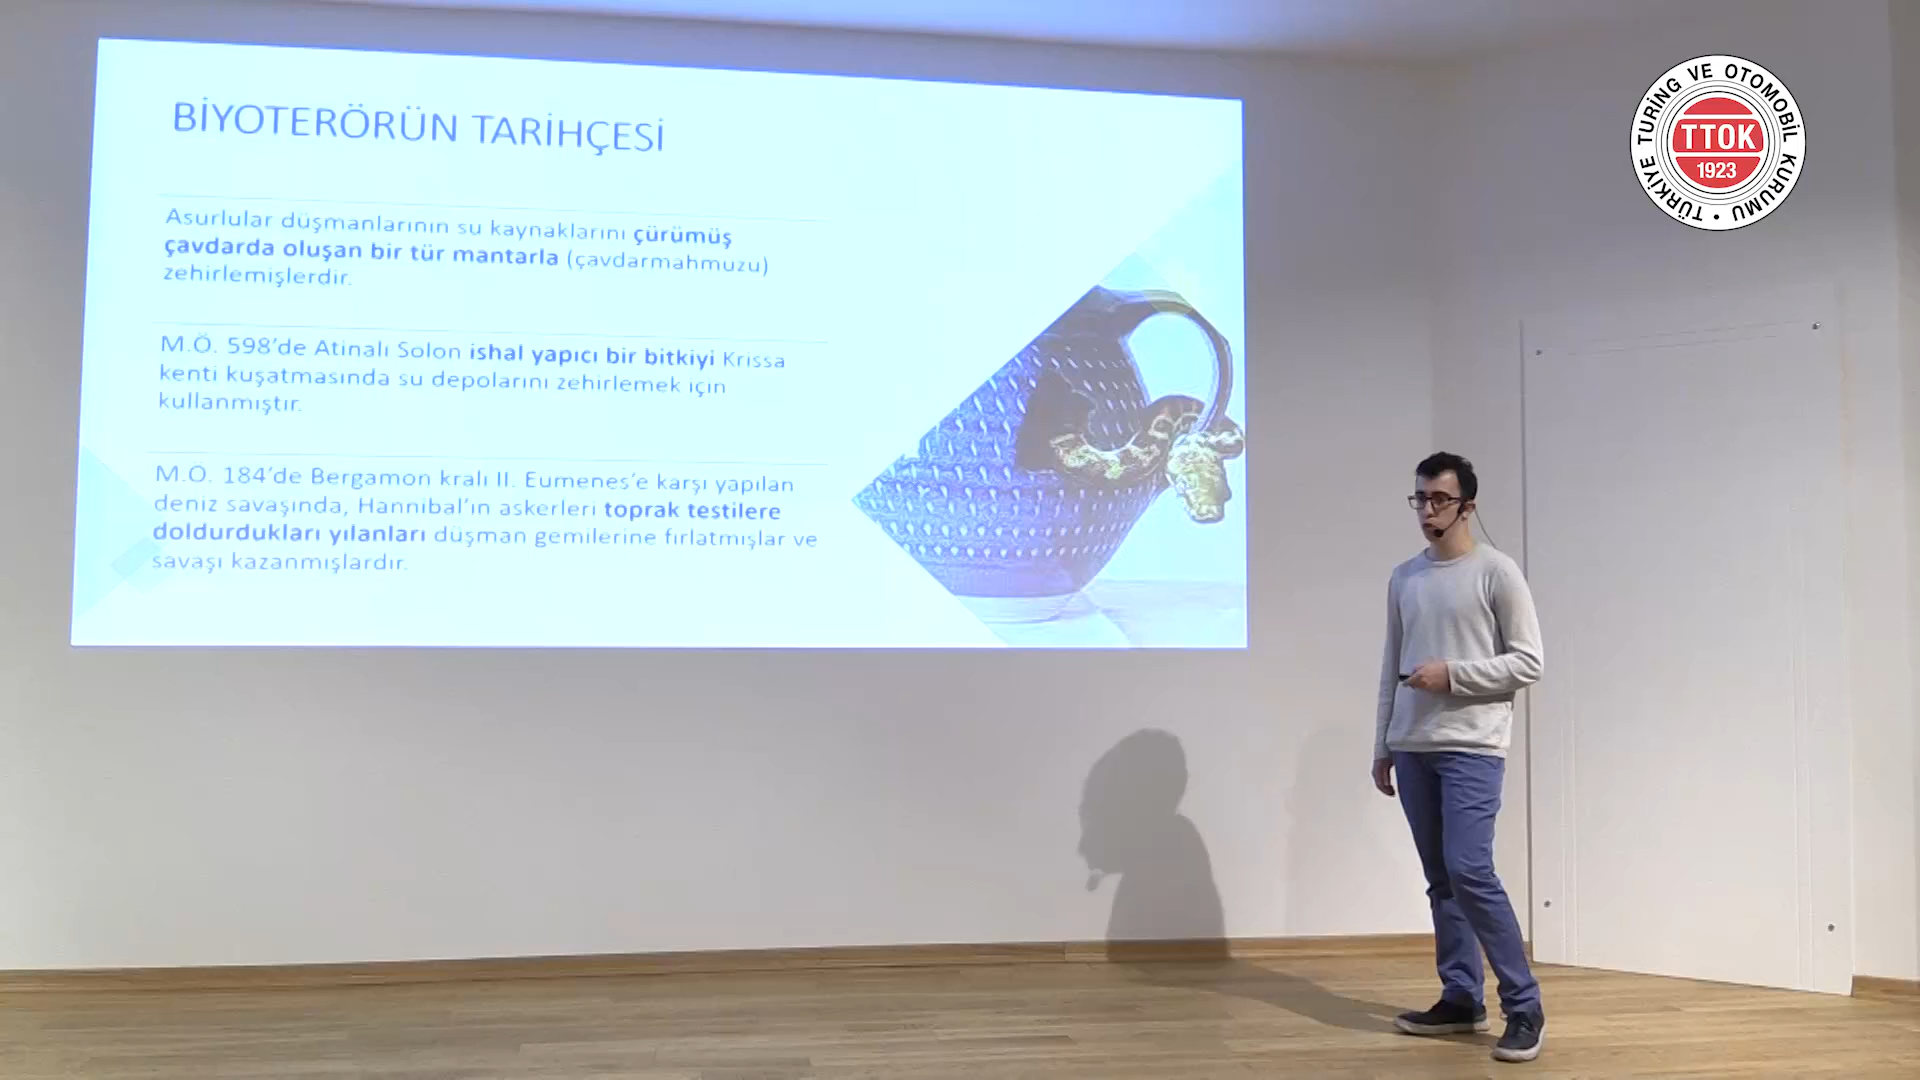 BİYOTERÖRÜN TARİHÇESİ
Asurlular düşmanlarının su kaynaklarını çürümüş
çavdarda oluşan bir tür mantarla (çavdarmahmuzu)
zehirlemişlerdir.
M.Ö. 598’de Atinalı Solon ishal yapıcı bir bitkiyi Krissa
kenti kuşatmasında su depolarını zehirlemek için
kullanmıştır.
M.Ö. 184’de Bergamon kralı II. Eumenes’e karşı yapılan
deniz savaşında, Hannibal’in askerleri toprak testilere
doldurdukları yılanları düşman gemilerine fırlatmışlar ve
savaşı kazanmışlardır.
TÜRKİYE TURİNG VE OTOMOBİL KURUMU
TTOK
1923